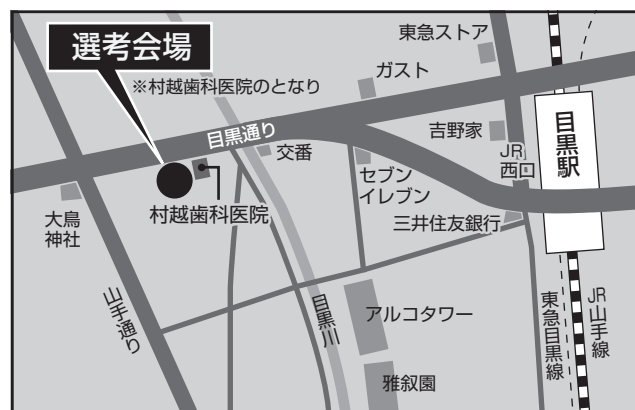 選考会場
※村越歯科医院のとなり
東急ストア
ガスト
目黒通り
交番
吉野家
JR
西口
目黒駅
セブン
イレブン
村越歯科医院
大鳥
神社
三井住友銀行
山手通り
目黒川
アルコタワー
雅叙園
東急目黒線
JR山手線